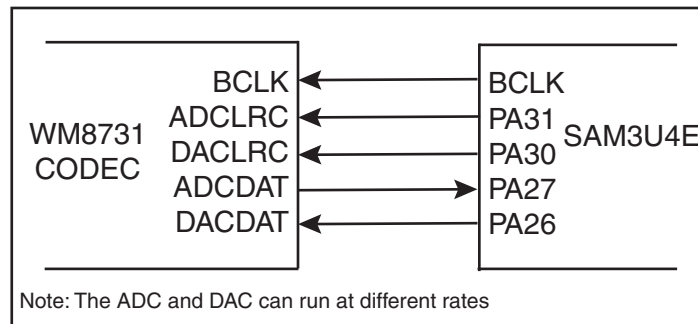 BCLK
ADCLRC
DACLRC
ADCDAT
DACDAT
WM8731
CODEC
BCLK
PA31
PA30
PA27
PA26
SAM3U4E
Note: The ADC and DAC can run at different rates